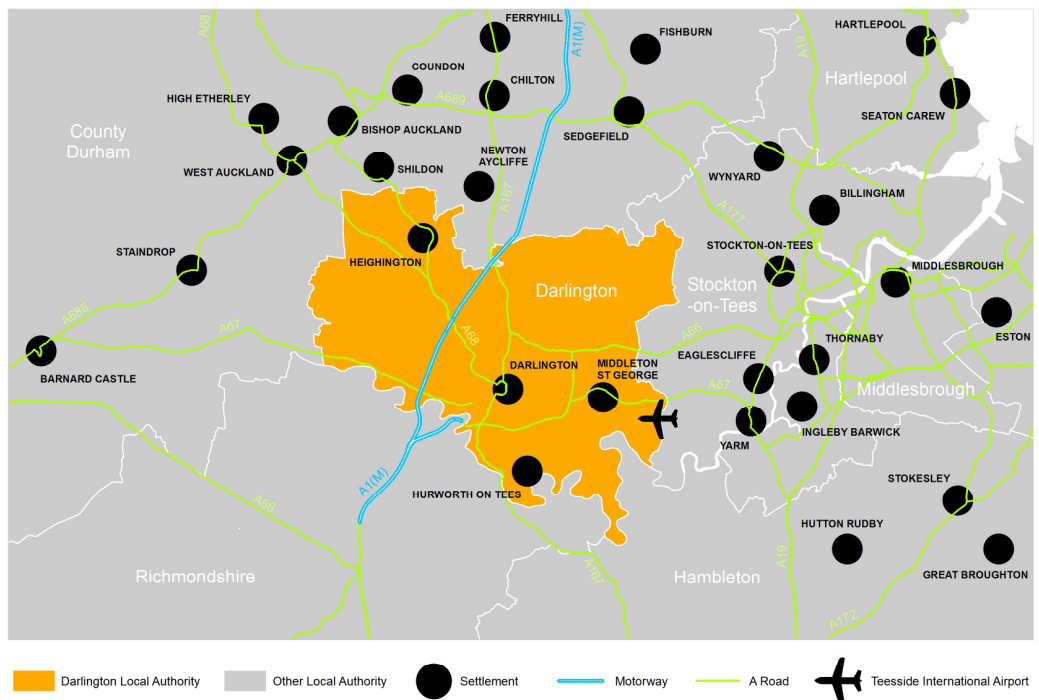 FERRYHILL
A68
A1(M)
A19
HARTLEPOOL
FISHBURN
COUNDON
CHILTON
Hartlepool
HIGH ETHERLEY
A689
SEATON CAREW
County
Durham
BISHOP AUCKLAND
SEDGEFIELD
NEWTON
AYCLIFFE
WEST AUCKLAND
SHILDON
WYNYARD
BILLINGHAM
A167
A177
STOCKTON-ON-TEES
STAINDROP
HEIGHINGTON
MIDDLESBROUGH
Darlington
Stockton
-on-Tees
A688
A67
A68
A66
ESTON
THORNABY
EAGLESCLIFFE
BARNARD CASTLE
DARLINGTON
MIDDLETON
ST GEORGE
A67
Middlesbrough
YARM
INGLEBY BARWICK
A1(M)
HURWORTH ON TEES
STOKESLEY
A66
HUTTON RUDBY
A19
Richmondshire
A167
Hambleton
GREAT BROUGHTON
A172
Darlington Local Authority
Other Local Authority
Settlement
Motorway
A Road
Teesside International Airport